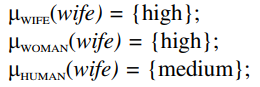 μWIFE(wife) = {high};
μWOMAN(wife) = {high};
μHUMAN(wife) = {medium};